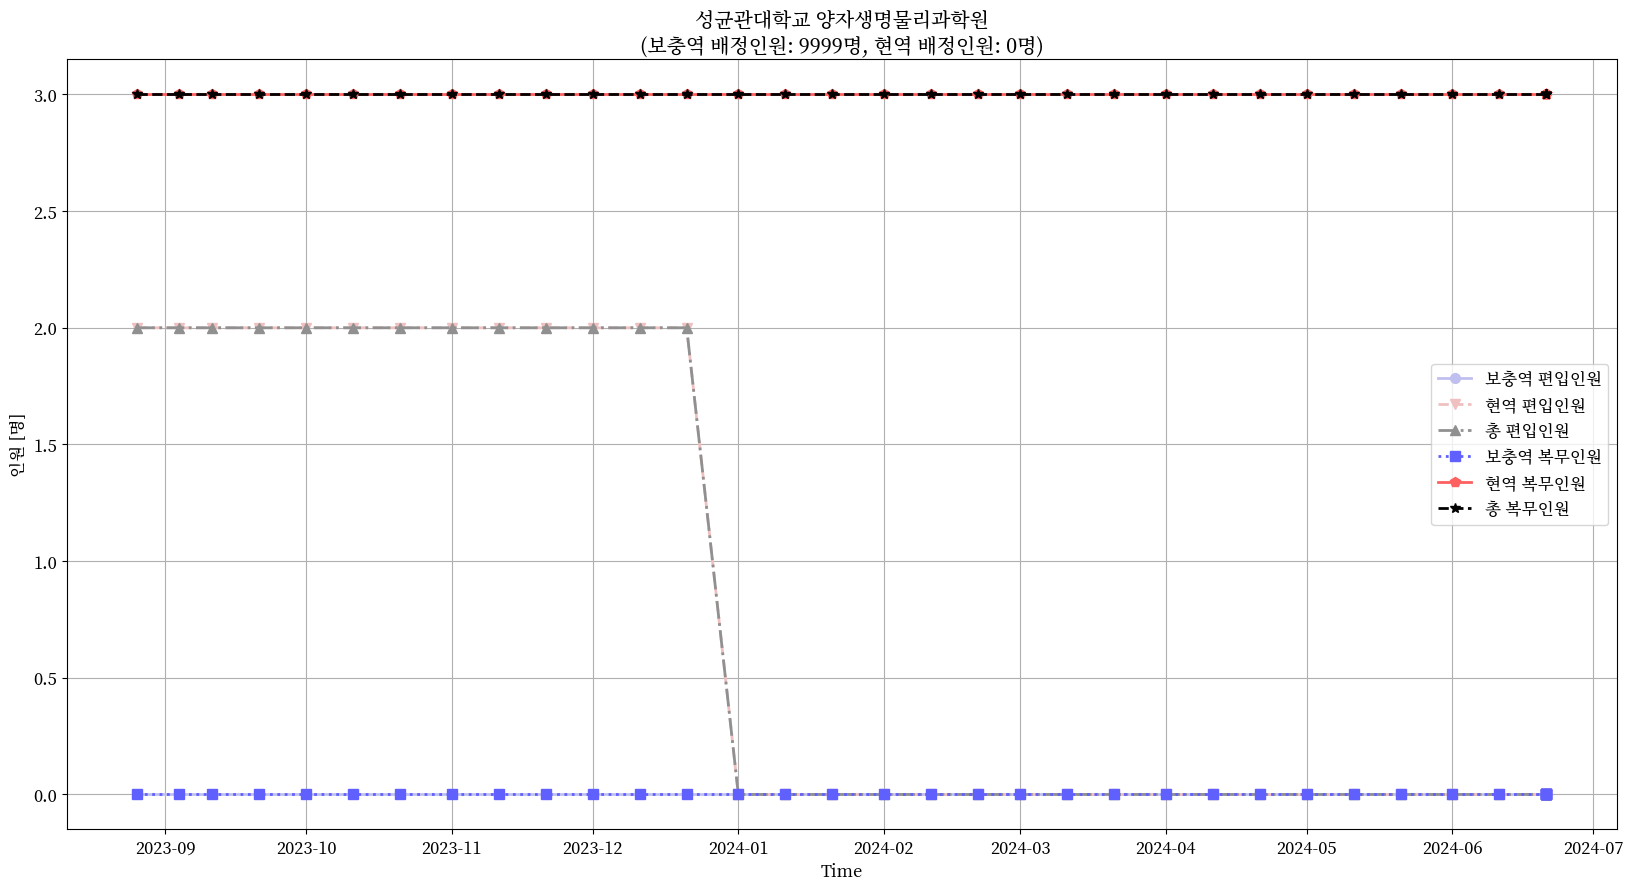 성균관대학교 양자생명물리과학원
(보충역 배정인원: 9999명, 현역 배정인원: 0명)
인원 [명]
3.0
2.5
2.0
1.5
1.0
0.5
0.0
보충역 편입인원
현역 편입인원
총 편입인원
보충역 복무인원
현역 복무인원
총 복무인원
2023-09 2023-10 2023-11 2023-12 2024-01 2024-02 2024-03 2024-04 2024-05 2024-06 2024-07
Time